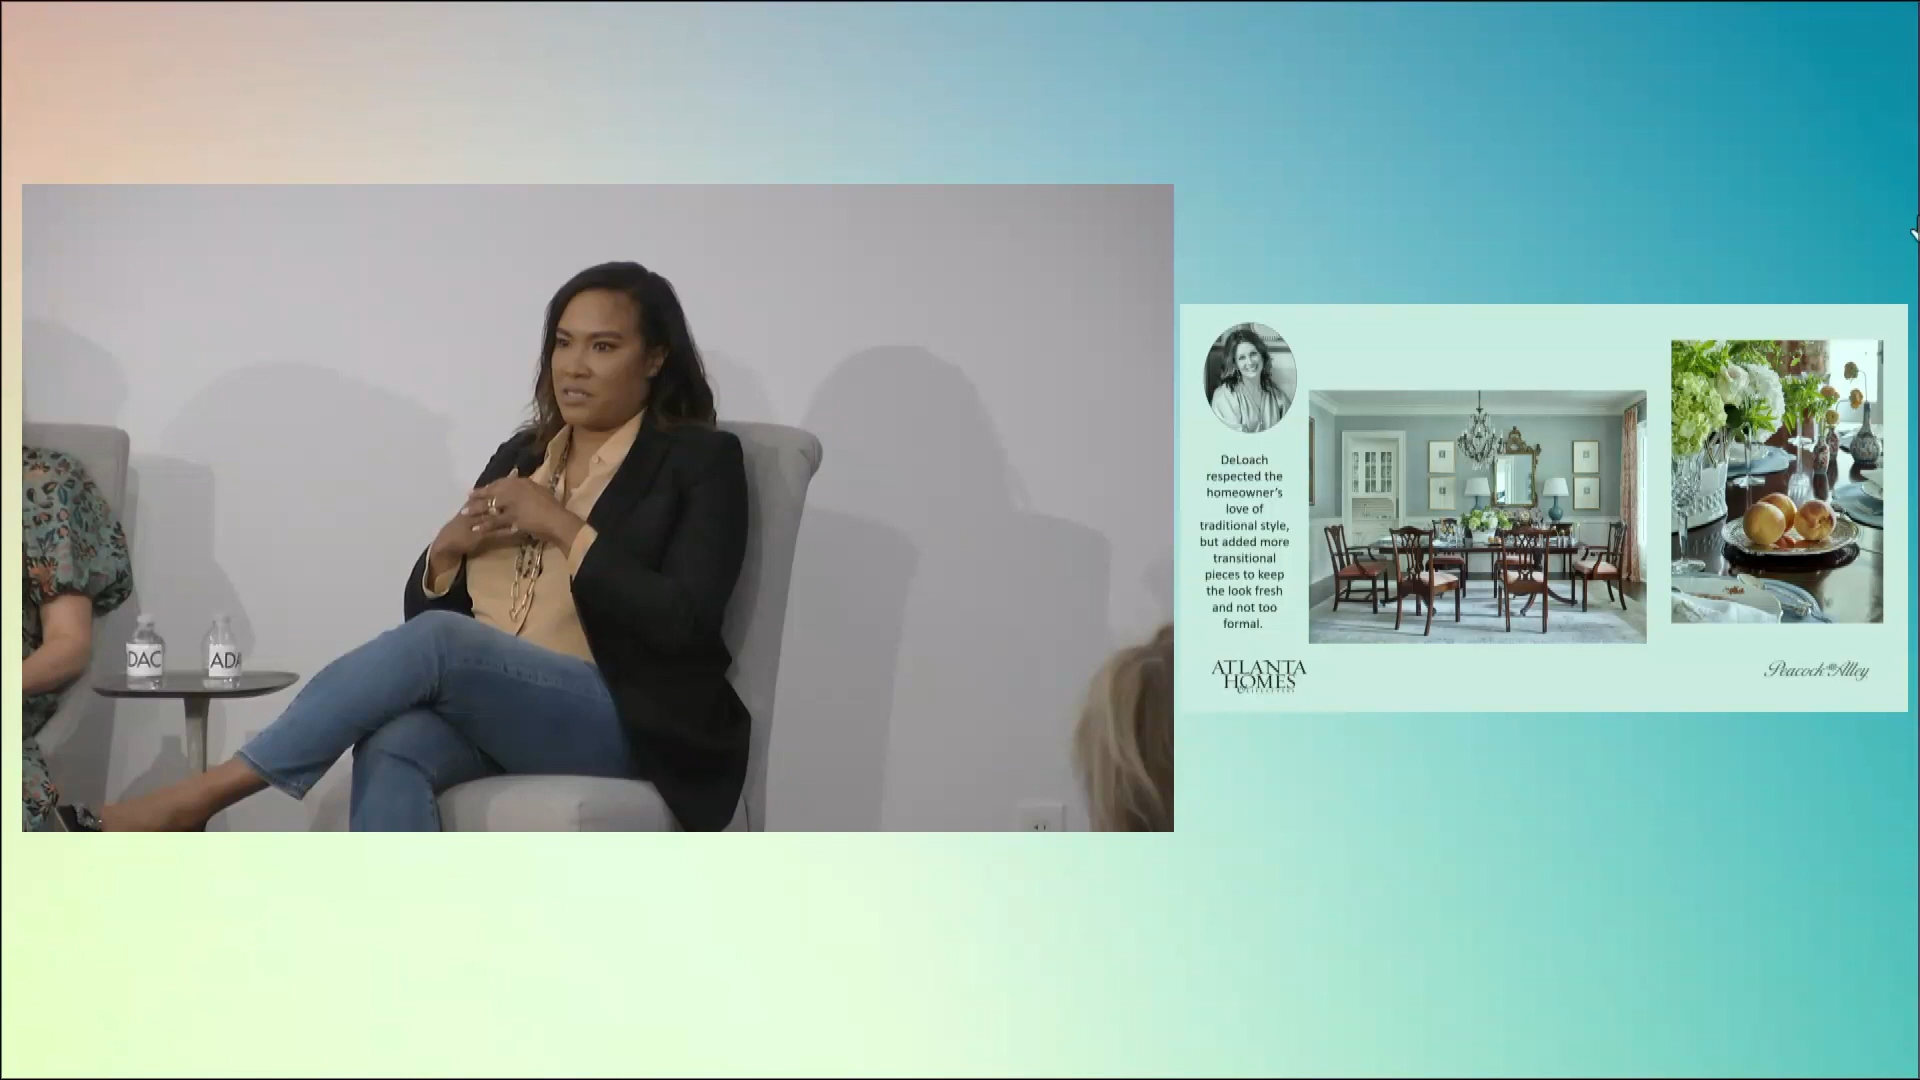 DAC
ADA
DeLoach
respected the
homeowner's
love of
traditional style,
but added more
transitional
pieces to keep
the look fresh
and not too
formal.
ATLANTA
HOMES
& LIFESTYLES
Peacock Alley